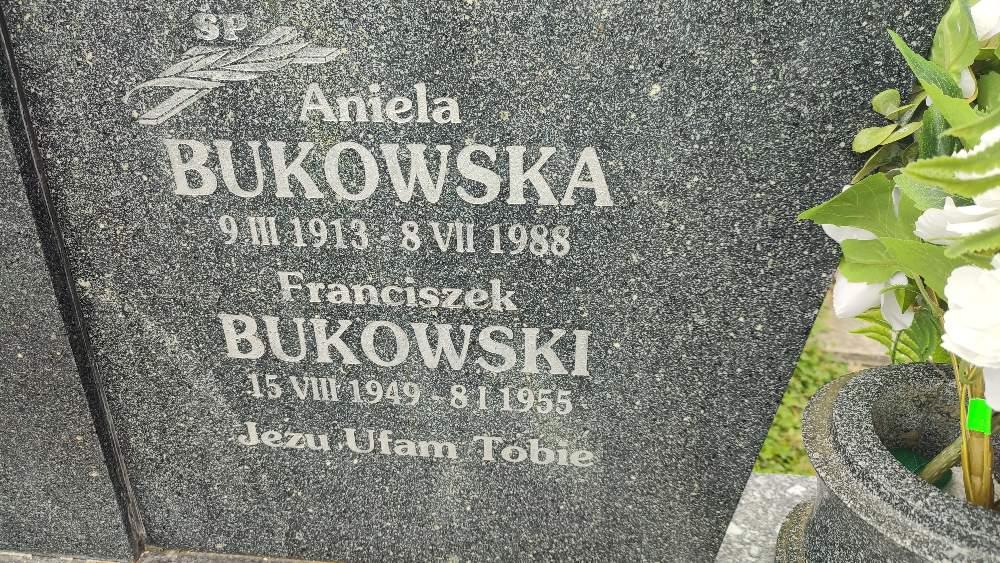 ŚP
Aniela
BUKOWSKA
9 III 1913 - 8 VII 1988
Franciszek
BUKOWSKI
15 VIII 1949 - 8 I 1955
Jezu Ufam Tobie